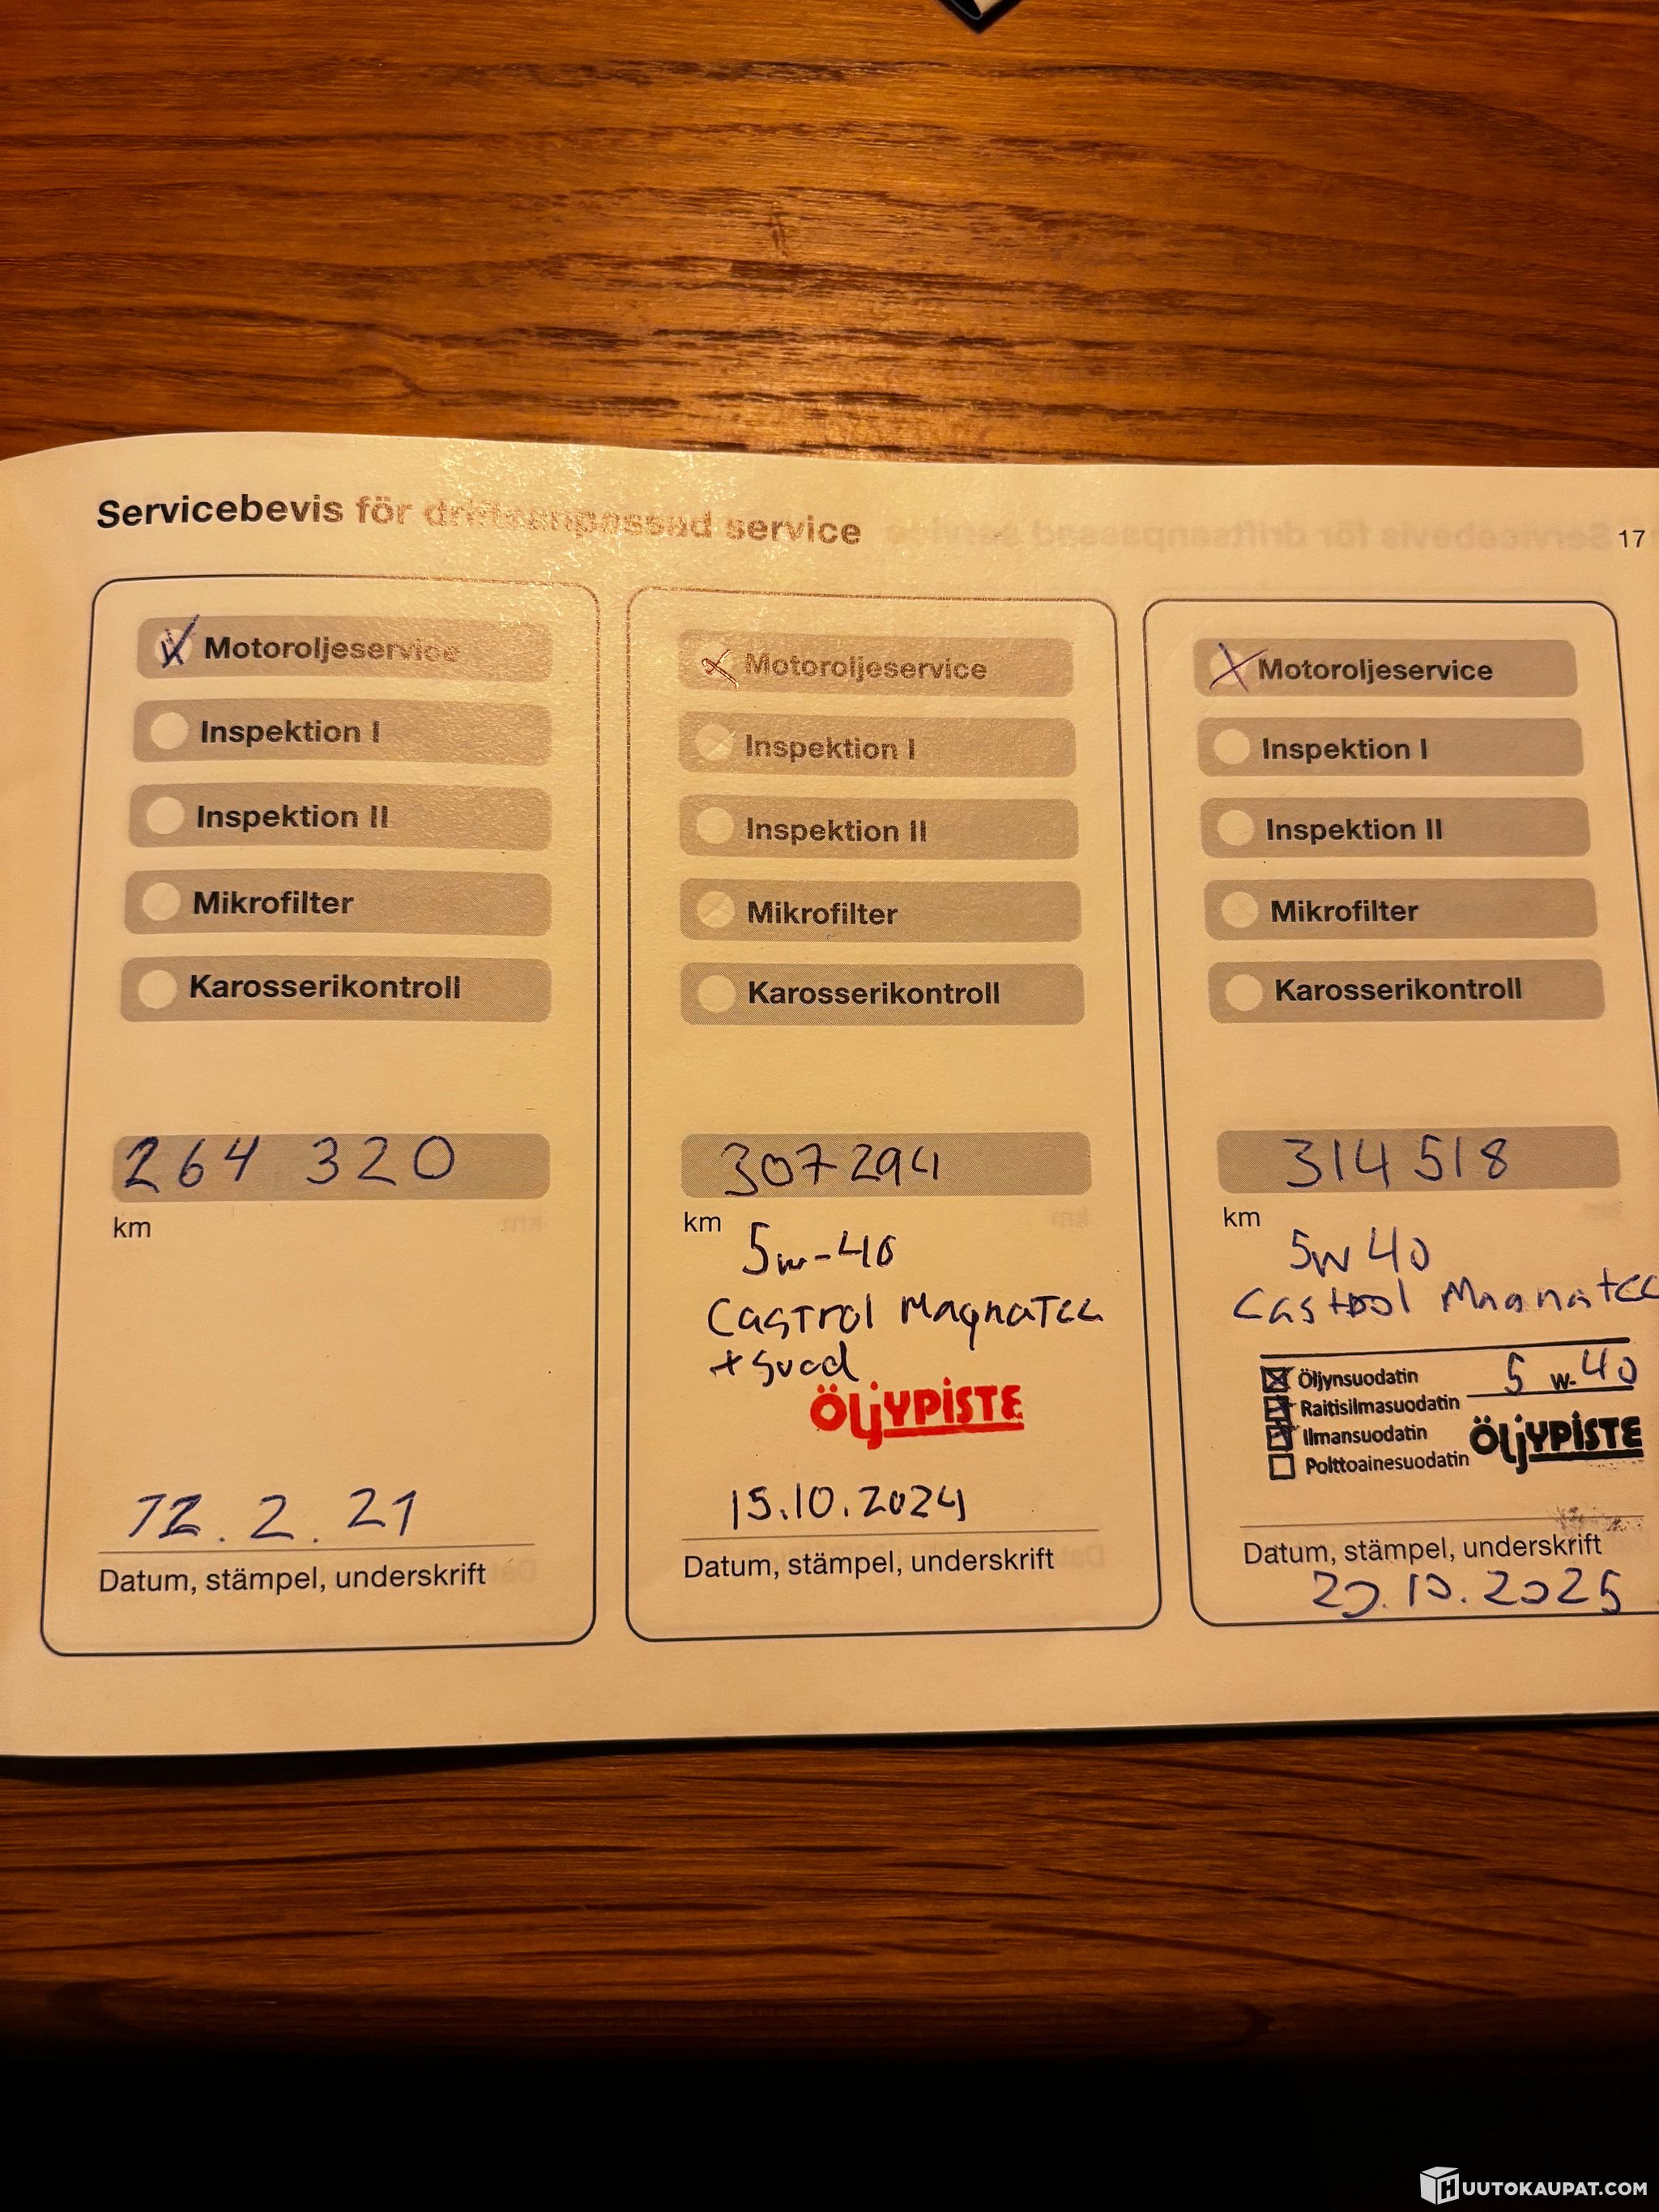 Servicebevis för driftsanpassad service
17
Motoroljeservice
Inspektion I
Inspektion II
Mikrofilter
Karosserikontroll
264 320
km
12.2.21
Datum, stämpel, underskrift
Motoroljeservice
Inspektion I
Inspektion II
Mikrofilter
Karosserikontroll
307294
km
5w-40
Castrol Magnatec
+ Suod
ÖljYPiSTE
15.10.2024
Datum, stämpel, underskrift
Motoroljeservice
Inspektion I
Inspektion II
Mikrofilter
Karosserikontroll
314 518
km
5W 40
Castrol Magnatec
Öljynsuodatin 5 w-40
Raitisilmasuodatin
Ilmansuodatin
Polttoainesuodatin
ÖljYPiSTE
Datum, stämpel, underskrift
20.10.2025
HUUTOKAUPAT.COM